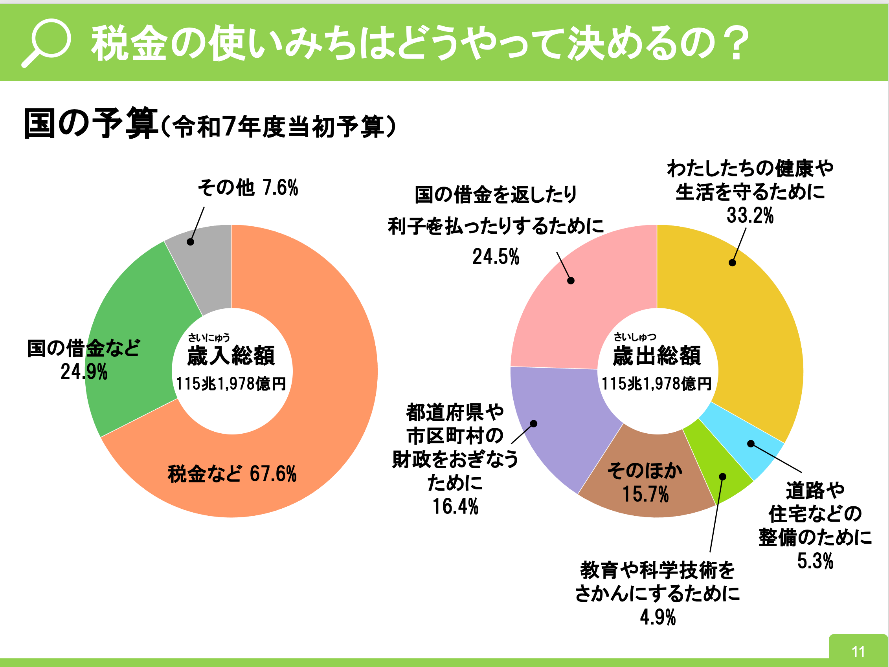 税金の使いみちはどうやって決めるの？
国の予算（令和7年度当初予算）
その他 7.6%
国の借金など
24.9%
さいにゅう
歳入総額
115兆1,978億円
税金など 67.6%
国の借金を返したり
利子を払ったりするために
24.5%
わたしたちの健康や
生活を守るために
33.2%
さいしゅつ
歳出総額
115兆1,978億円
都道府県や
市区町村の
財政をおぎなう
ために
16.4%
そのほか
15.7%
道路や
住宅などの
整備のために
5.3%
教育や科学技術を
さかんにするために
4.9%
11